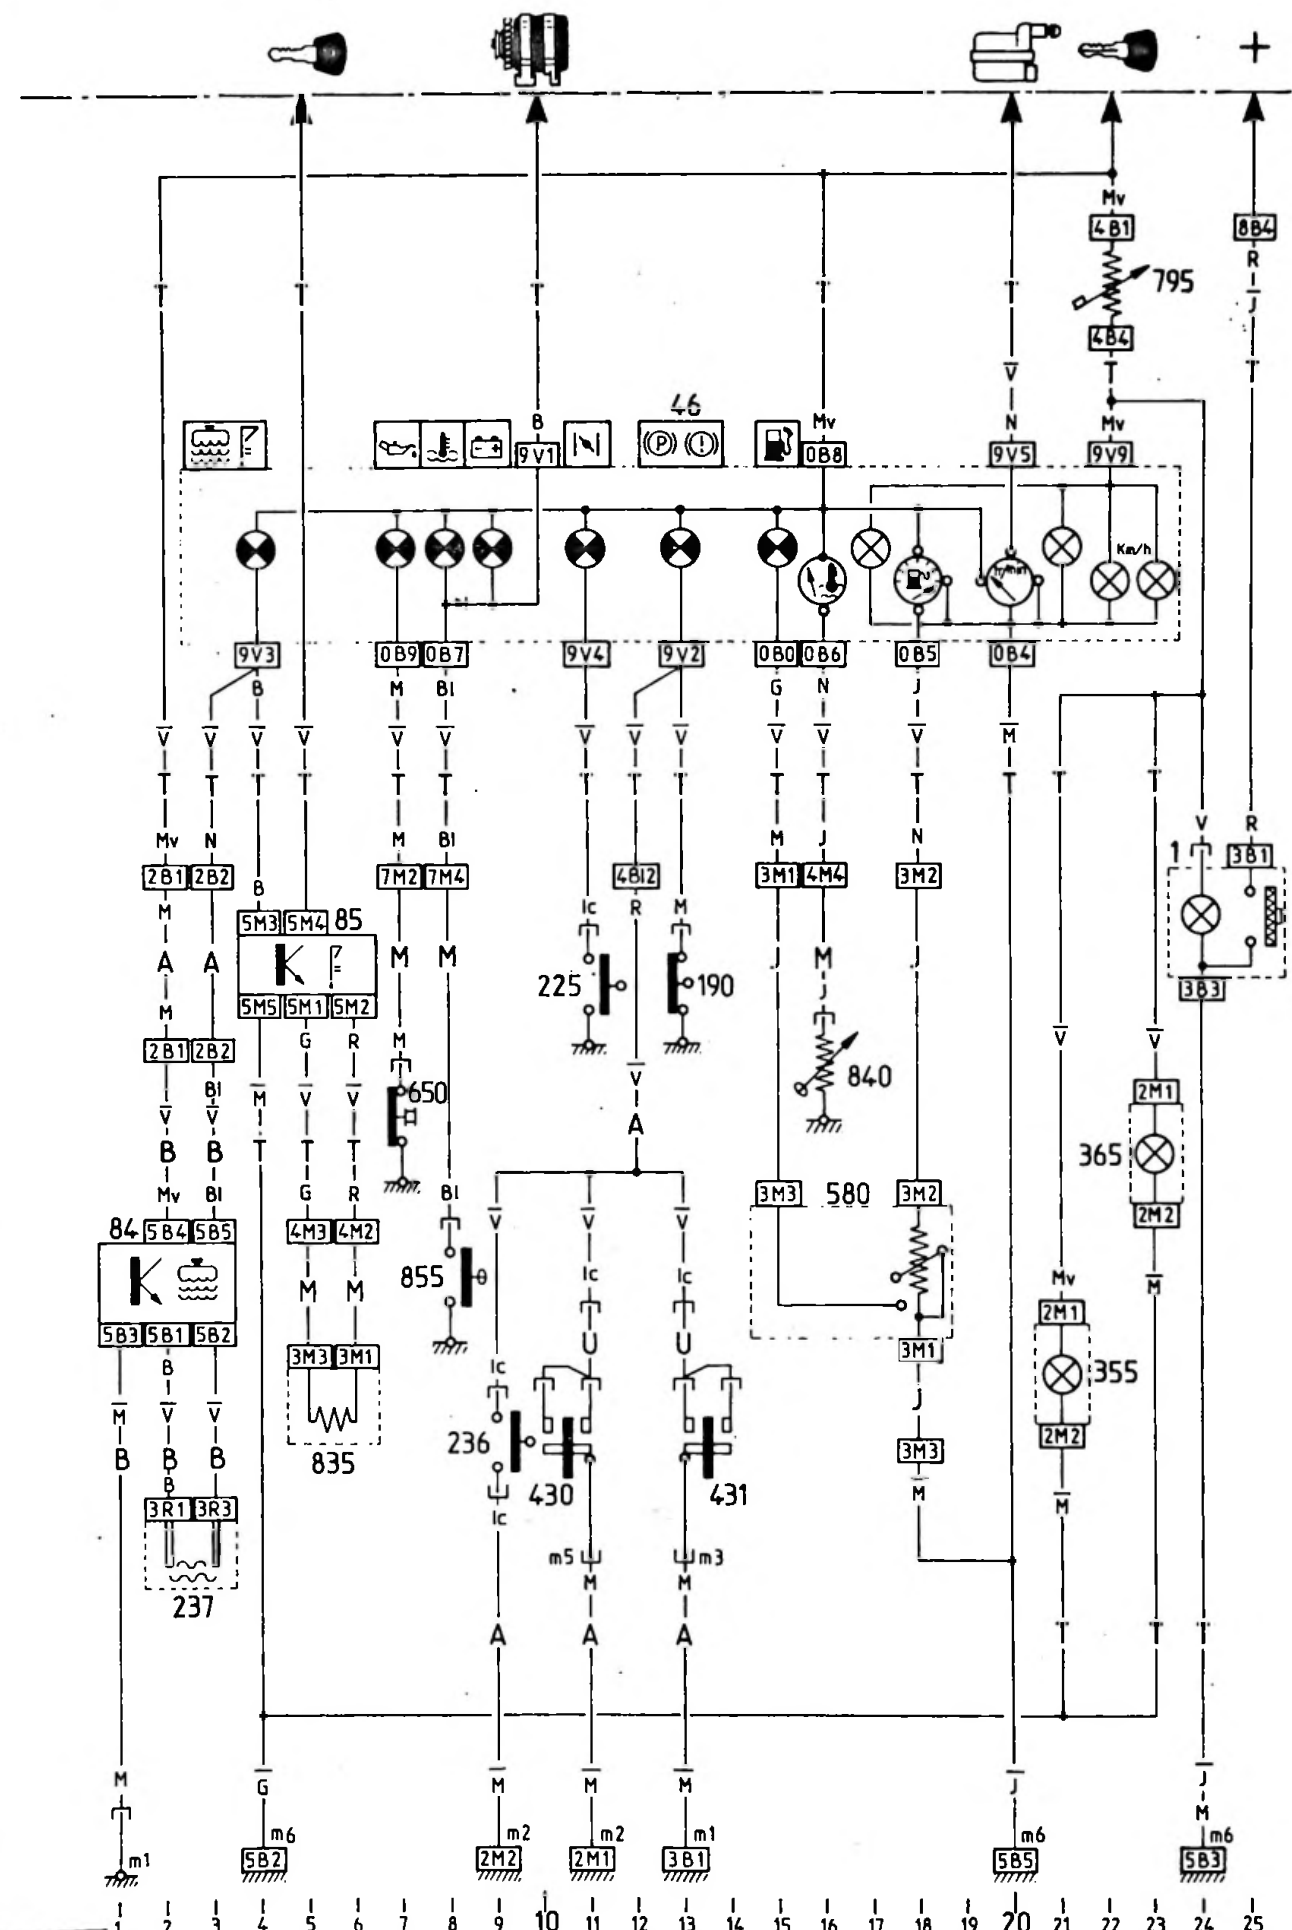 +
Mv
4B1
8B4
R
795
J
T T T T T
4B4
T
T
V
46
B
Mv
N
Mv
9V1
P
!
0B8
9V5
9V9
Km/h
tr/min
9V3
0B9
0B7
9V4
9V2
0B0
0B6
0B5
0B4
B
M
Bl
G
N
J
V V V V V V V V V V V V M
T T T T T T T T T T T T T T T
Mv
N
M
Bl
M
J
N
V
R
1
3B1
2B1
2B2
7M2
7M4
4B12
3M1
4M4
3M2
B
M
Ic
R
M
5M3
5M4
85
A
A
M
M
J
M
J
225
190
5M5
5M1
5M2
3B3
M
J
G
R
M
2B1
2B2
V
V
Bl
840
650
V
M
V
V
V
2M1
V
A
B
B
T
T
T
365
Mv
Bl
G
R
Bl
3M3
580
3M2
84
5B4
5B5
4M3
4M2
V
V
V
2M2
855
M
M
Ic
Ic
Mv
M
2M1
5B3
5B1
5B2
U
U
3M1
B
3M3
3M1
Ic
355
M
V
V
J
2M2
236
B
B
B
835
3M3
B
430
431
M
M
3R1
3R3
Ic
m5
m3
M
M
237
A
A
A
T
T
T
M
G
M
M
M
J
J
M
m6
m2
m2
m1
m6
m6
m1
5B2
2M2
2M1
3B1
5B5
5B3
1 2 3 4 5 6 7 8 9 10 11 12 13 14 15 16 17 18 19 20 21 22 23 24 25